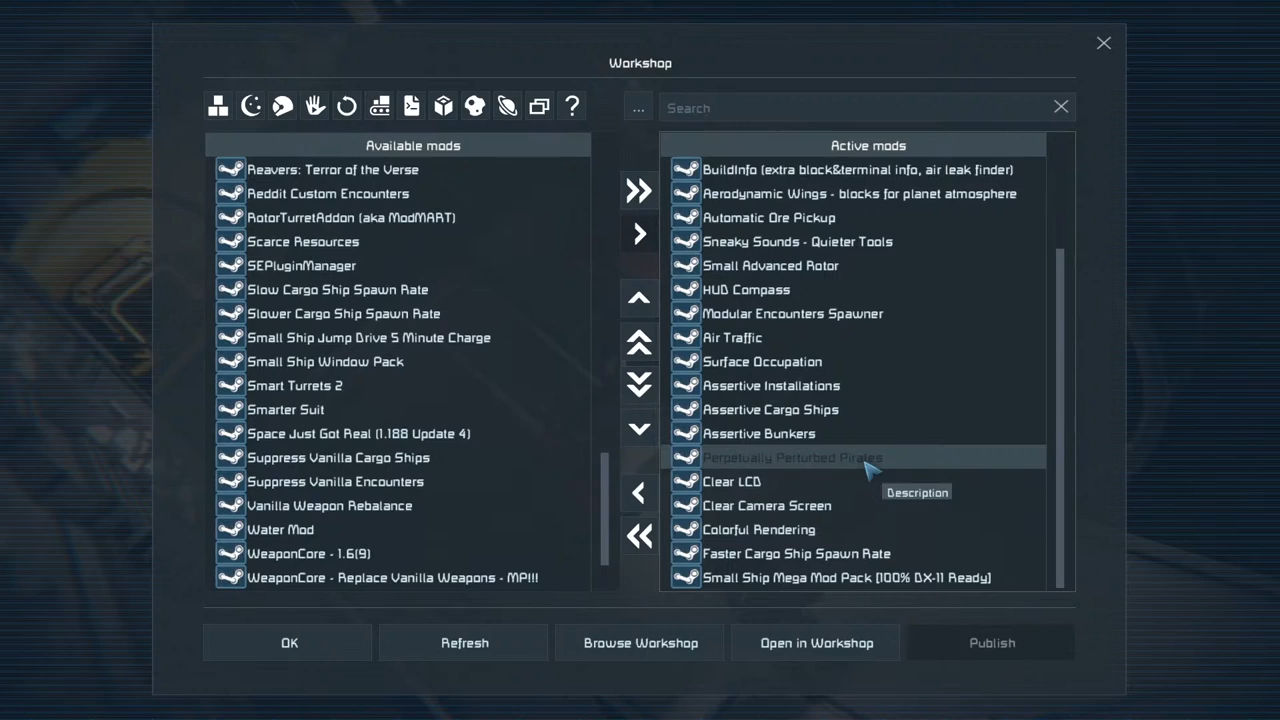 Workshop
...
Search
Available mods
Reavers: Terror of the Verse
Reddit Custom Encounters
RotorTurretAddon (aka ModMART)
Scarce Resources
SEPluginManager
Slow Cargo Ship Spawn Rate
Slower Cargo Ship Spawn Rate
Small Ship Jump Drive 5 Minute Charge
Small Ship Window Pack
Smart Turrets 2
Smarter Suit
Space Just Got Real (1.188 Update 4)
Suppress Vanilla Cargo Ships
Suppress Vanilla Encounters
Vanilla Weapon Rebalance
Water Mod
WeaponCore - 1.6(9)
WeaponCore - Replace Vanilla Weapons - MP!!!
Active mods
BuildInfo (extra block&terminal info, air leak finder)
Aerodynamic Wings - blocks for planet atmosphere
Automatic Ore Pickup
Sneaky Sounds - Quieter Tools
Small Advanced Rotor
HUD Compass
Modular Encounters Spawner
Air Traffic
Surface Occupation
Assertive Installations
Assertive Cargo Ships
Assertive Bunkers
Perpetually Perturbed Pirates
Clear LCD
Description
Clear Camera Screen
Colorful Rendering
Faster Cargo Ship Spawn Rate
Small Ship Mega Mod Pack [100% DX-11 Ready]
OK
Refresh
Browse Workshop
Open in Workshop
Publish